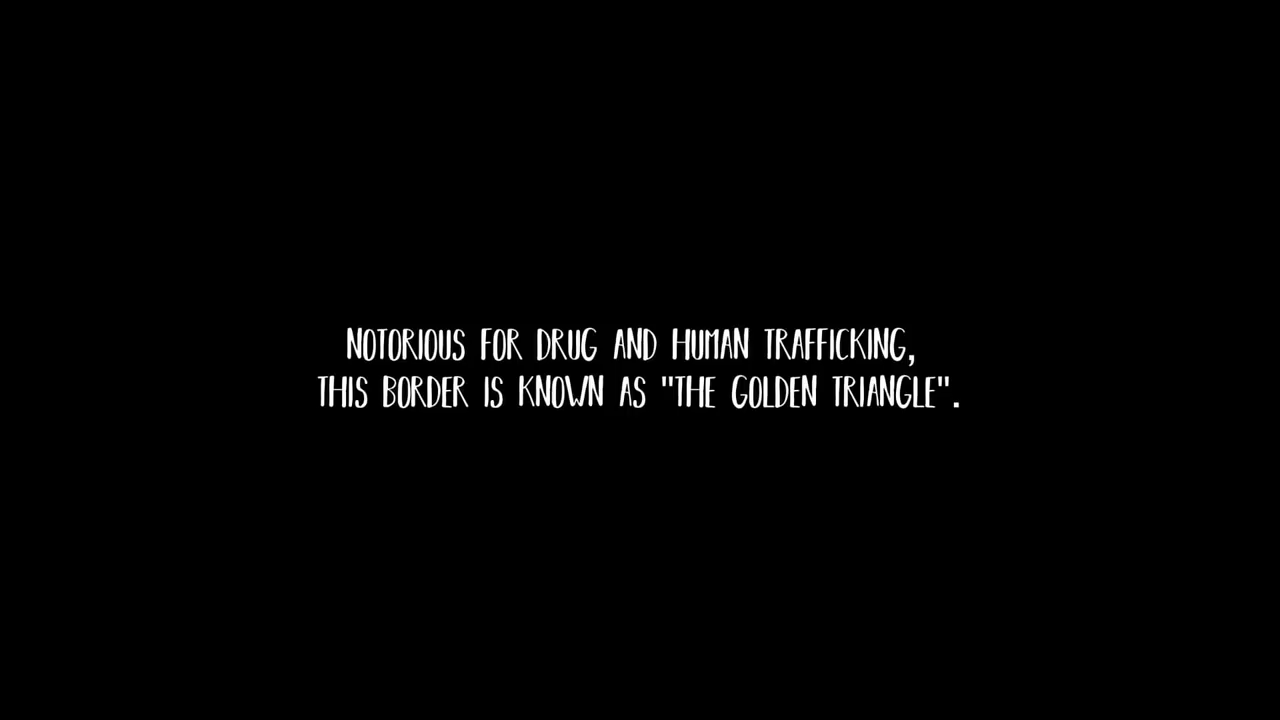 NOTORIOUS FOR DRUG AND HUMAN TRAFFICKING,
THIS BORDER IS KNOWN AS "THE GOLDEN TRIANGLE".